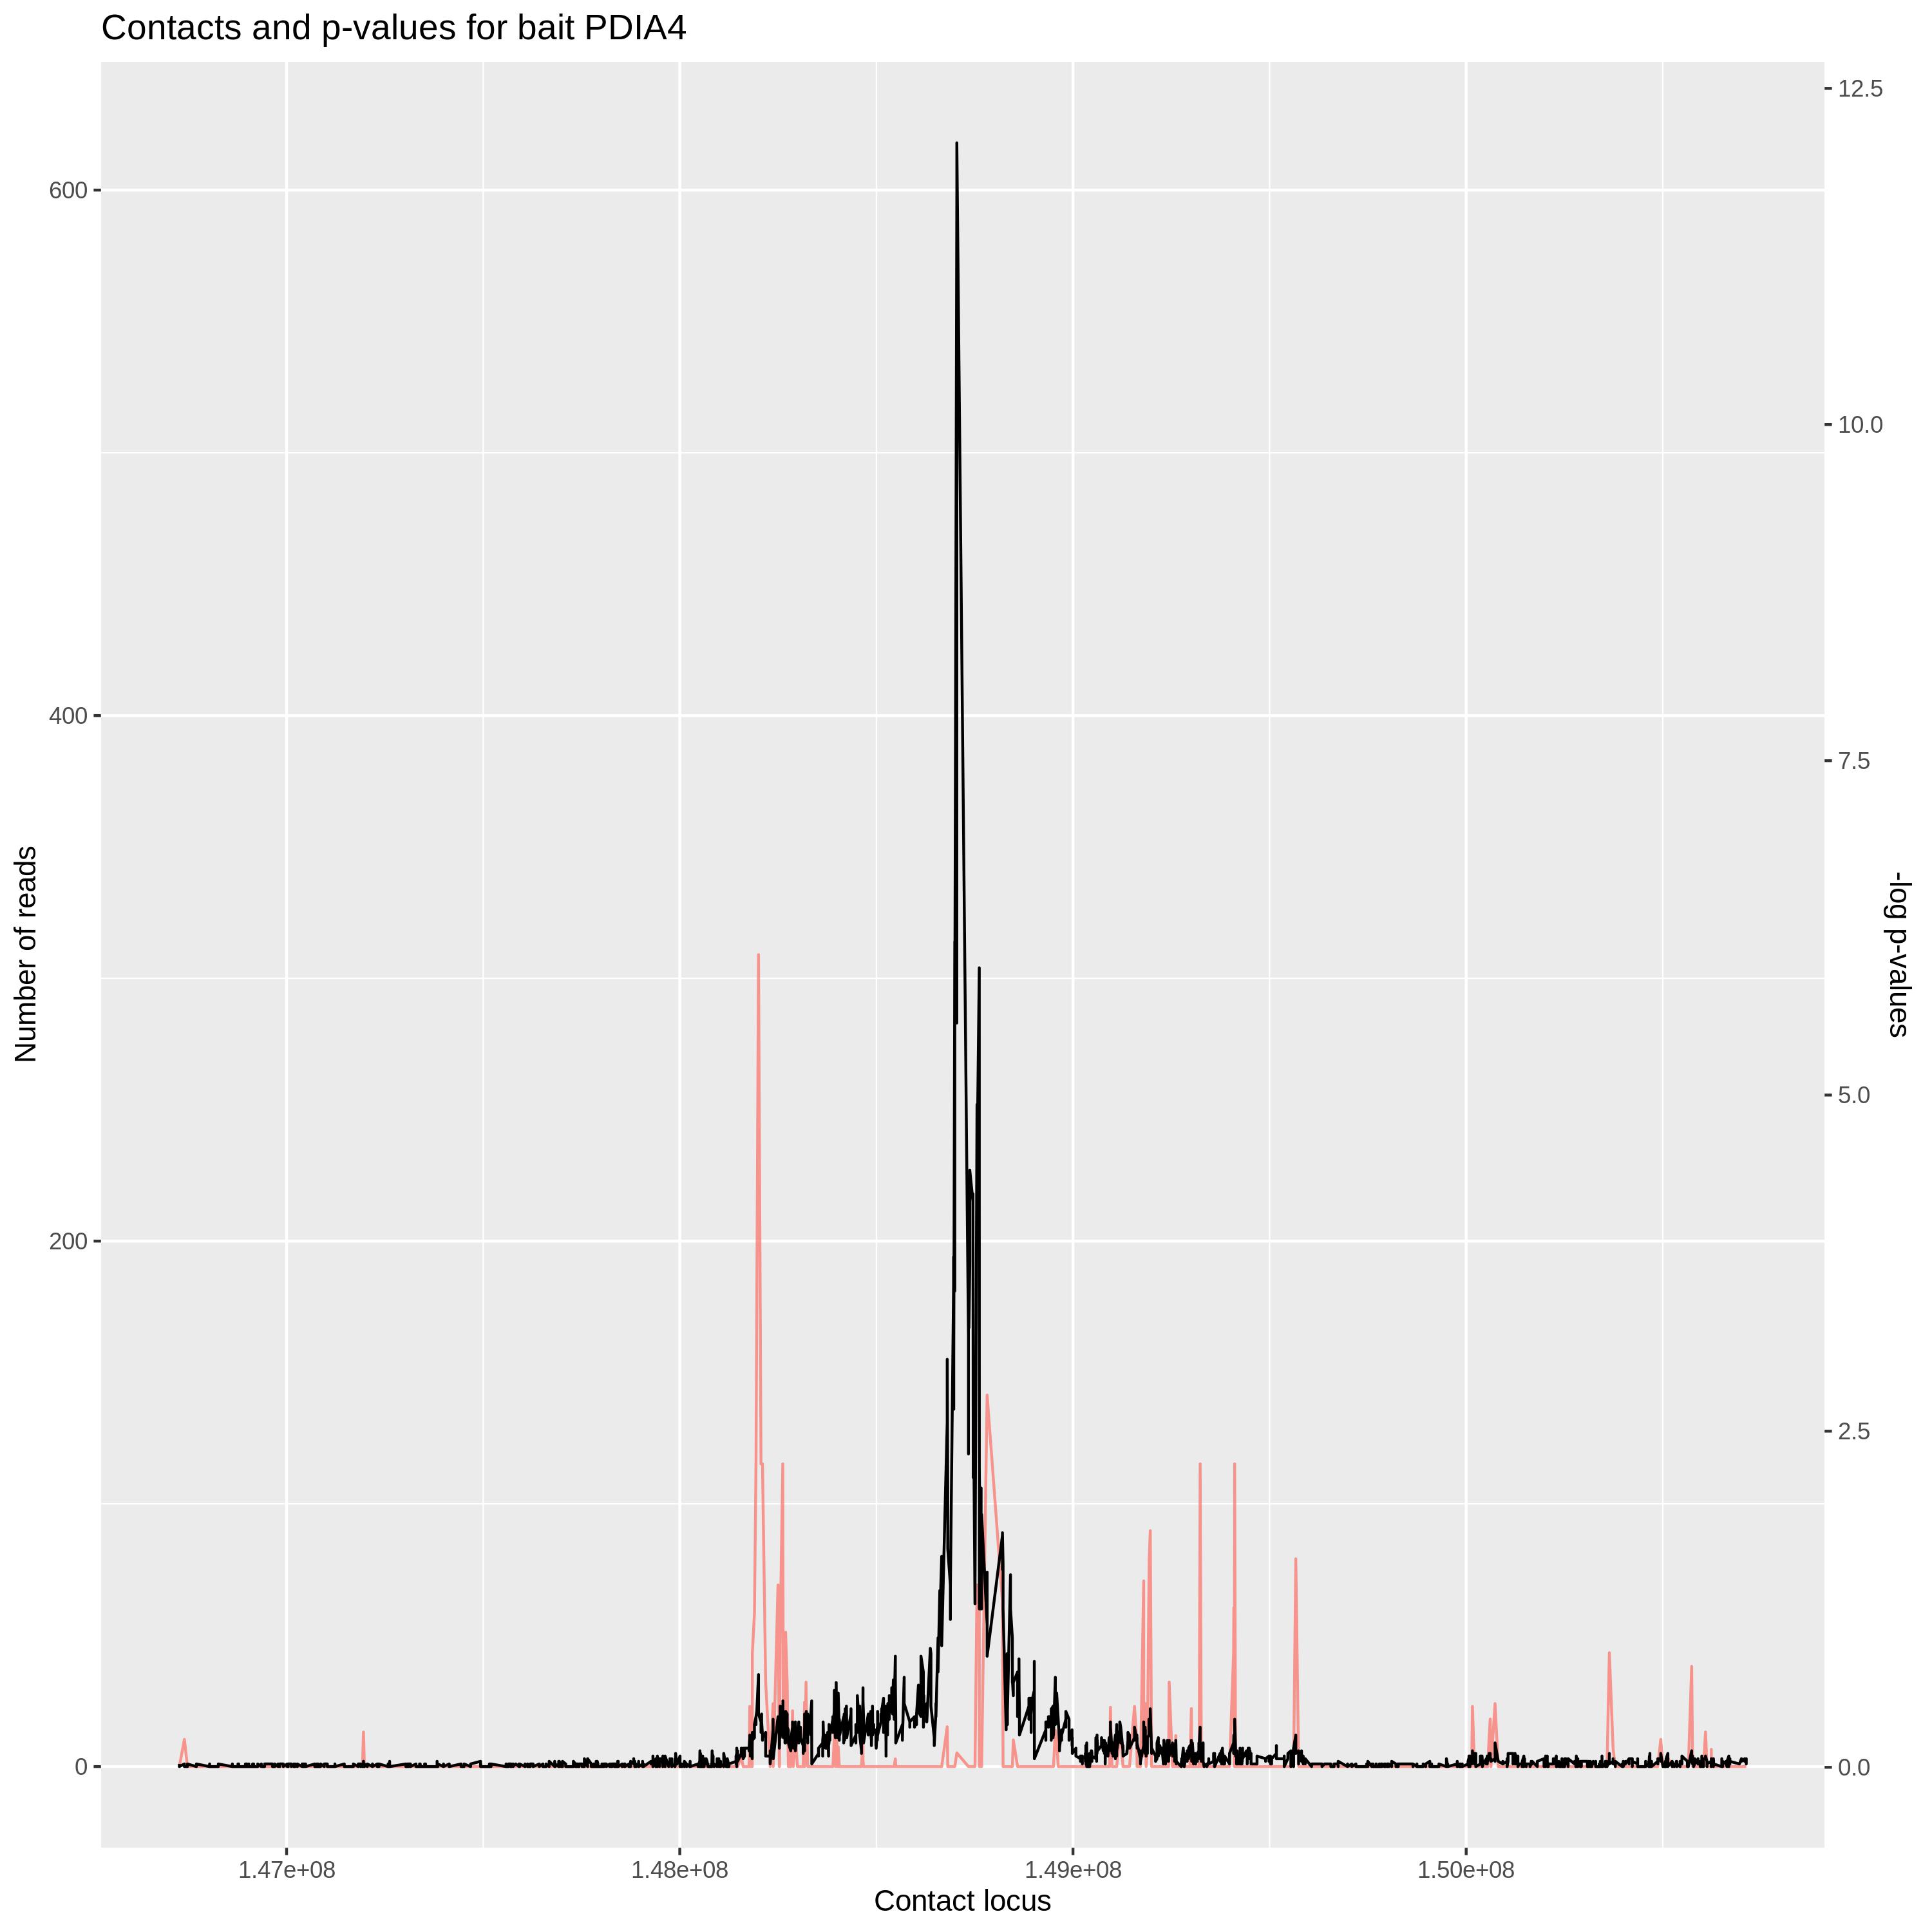 Contacts and p-values for bait PDIA4
12.5
600
10.0
400
7.5
Number of reads
-log p-values
5.0
200
2.5
0
0.0
1.47e+08
1.48e+08
1.49e+08
1.50e+08
Contact locus